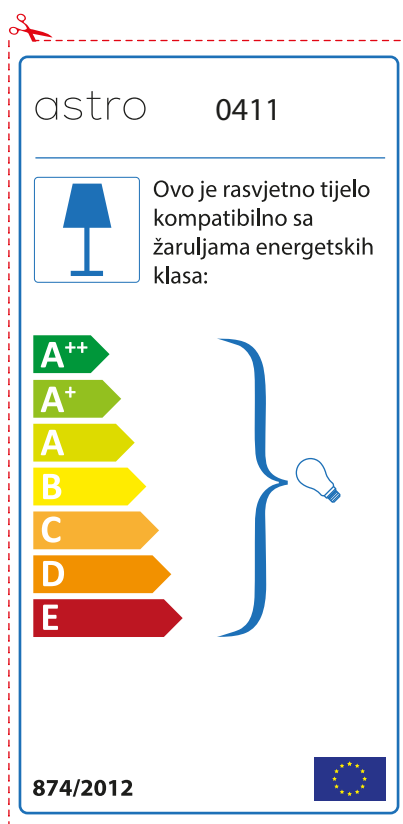 astro 0411
Ovo je rasvjetno tijelo
kompatibilno sa
žaruljama energetskih
klasa:
A++
A+
A
B
C
D
E
874/2012